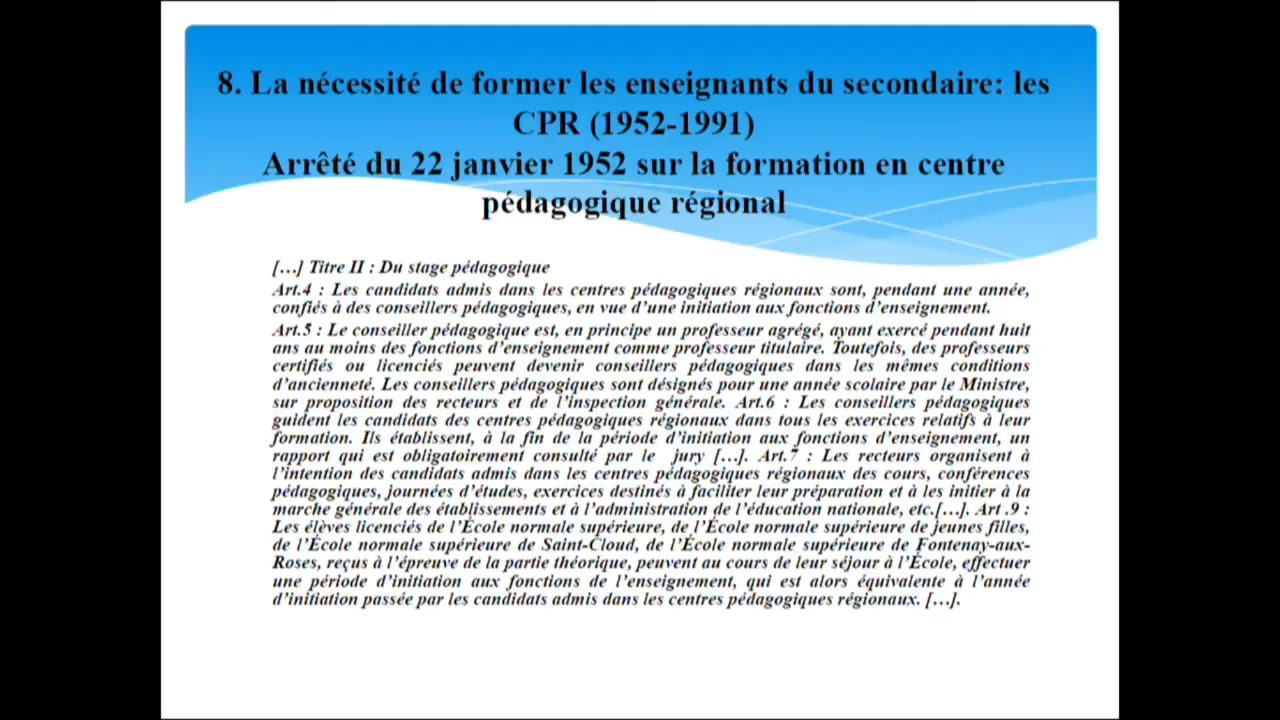 8. La nécessité de former les enseignants du secondaire: les
CPR (1952-1991)
Arrêté du 22 janvier 1952 sur la formation en centre
pédagogique régional
[…] Titre II : Du stage pédagogique
Art.4 : Les candidats admis dans les centres pédagogiques régionaux sont, pendant une année,
confiés à des conseillers pédagogiques, en vue d’une initiation aux fonctions d’enseignement.
Art.5 : Le conseiller pédagogique est, en principe un professeur agrégé, ayant exercé pendant huit
ans au moins des fonctions d’enseignement comme professeur titulaire. Toutefois, des professeurs
certifiés ou licenciés peuvent devenir conseillers pédagogiques dans les mêmes conditions
d’ancienneté. Les conseillers pédagogiques sont désignés pour une année scolaire par le Ministre,
sur proposition des recteurs et de l’inspection générale. Art.6 : Les conseillers pédagogiques
guident les candidats des centres pédagogiques régionaux dans tous les exercices relatifs à leur
formation. Ils établissent, à la fin de la période d’initiation aux fonctions d’enseignement, un
rapport qui est obligatoirement consulté par le jury […]. Art.7 : Les recteurs organisent à
l’intention des candidats admis dans les centres pédagogiques régionaux des cours, conférences
pédagogiques, journées d’études, exercices destinés à faciliter leur préparation et à les initier à la
marche générale des établissements et à l’administration de l’éducation nationale, etc.[…]. Art .9 :
Les élèves licenciés de l’École normale supérieure, de l’École normale supérieure de jeunes filles,
de l’École normale supérieure de Saint-Cloud, de l’École normale supérieure de Fontenay-aux-
Roses, reçus à l’épreuve de la partie théorique, peuvent au cours de leur séjour à l’École, effectuer
une période d’initiation aux fonctions de l’enseignement, qui est alors équivalente à l’année
d’initiation passée par les candidats admis dans les centres pédagogiques régionaux. […].